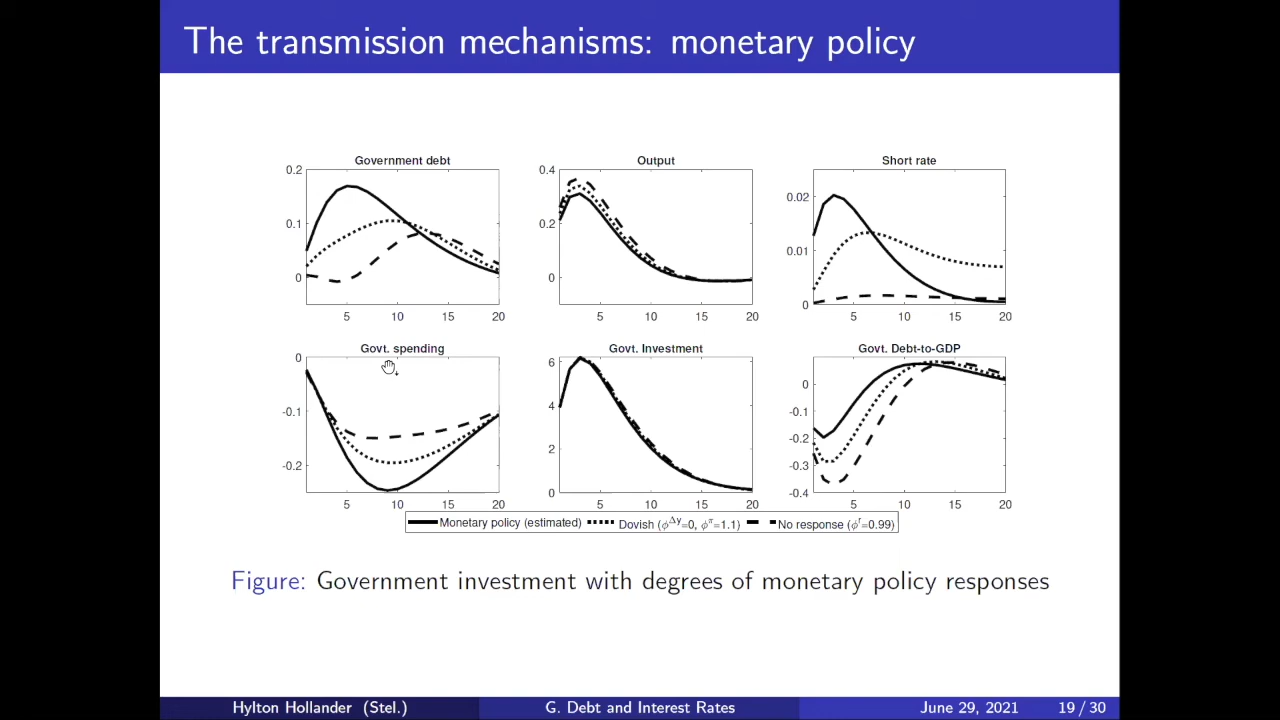 The transmission mechanisms: monetary policy
Government debt
0.2
0.1
0
5 10 15 20
Output
0.4
0.2
0
5 10 15 20
Short rate
0.02
0.01
0
5 10 15 20
Govt. spending
0
-0.1
-0.2
5 10 15 20
Govt. Investment
6
4
2
0
5 10 15 20
Govt. Debt-to-GDP
0
-0.1
-0.2
-0.3
-0.4
5 10 15 20
Monetary policy (estimated) Dovish (ϕ^Δy=0, ϕ^π=1.1) No response (ϕ^r=0.99)
Figure: Government investment with degrees of monetary policy responses
Hylton Hollander (Stel.) G. Debt and Interest Rates June 29, 2021 19 / 30